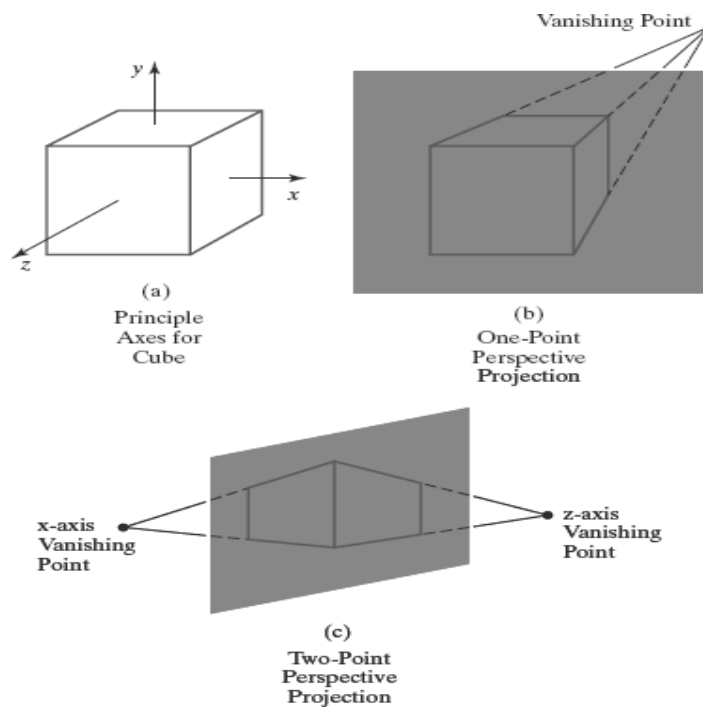 Vanishing Point
y
x
z
(a)
Principle
Axes for
Cube
(b)
One-Point
Perspective
Projection
x-axis
Vanishing
Point
z-axis
Vanishing
Point
(c)
Two-Point
Perspective
Projection